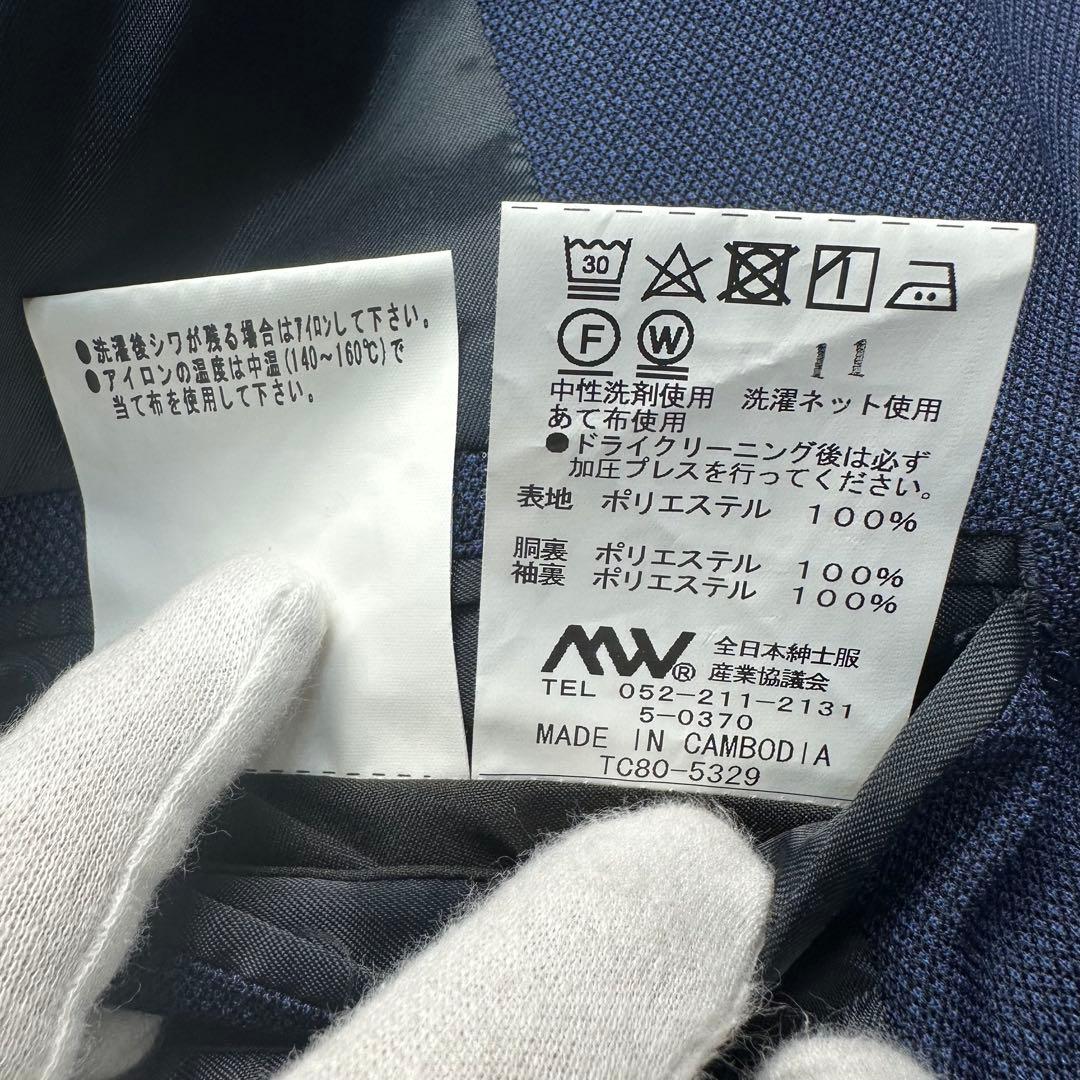 ●洗濯後シワが残る場合はアイロンして下さい。
●アイロンの温度は中温(140～160℃)で
当て布を使用して下さい。
30
F W 11
中性洗剤使用 洗濯ネット使用
あて布使用
●ドライクリーニング後は必ず
加圧プレスを行ってください。
表地 ポリエステル 100%
胴裏 ポリエステル 100%
袖裏 ポリエステル 100%
MW® 全日本紳士服
産業協議会
TEL 052-211-2131
5-0370
MADE IN CAMBODIA
TC80-5329